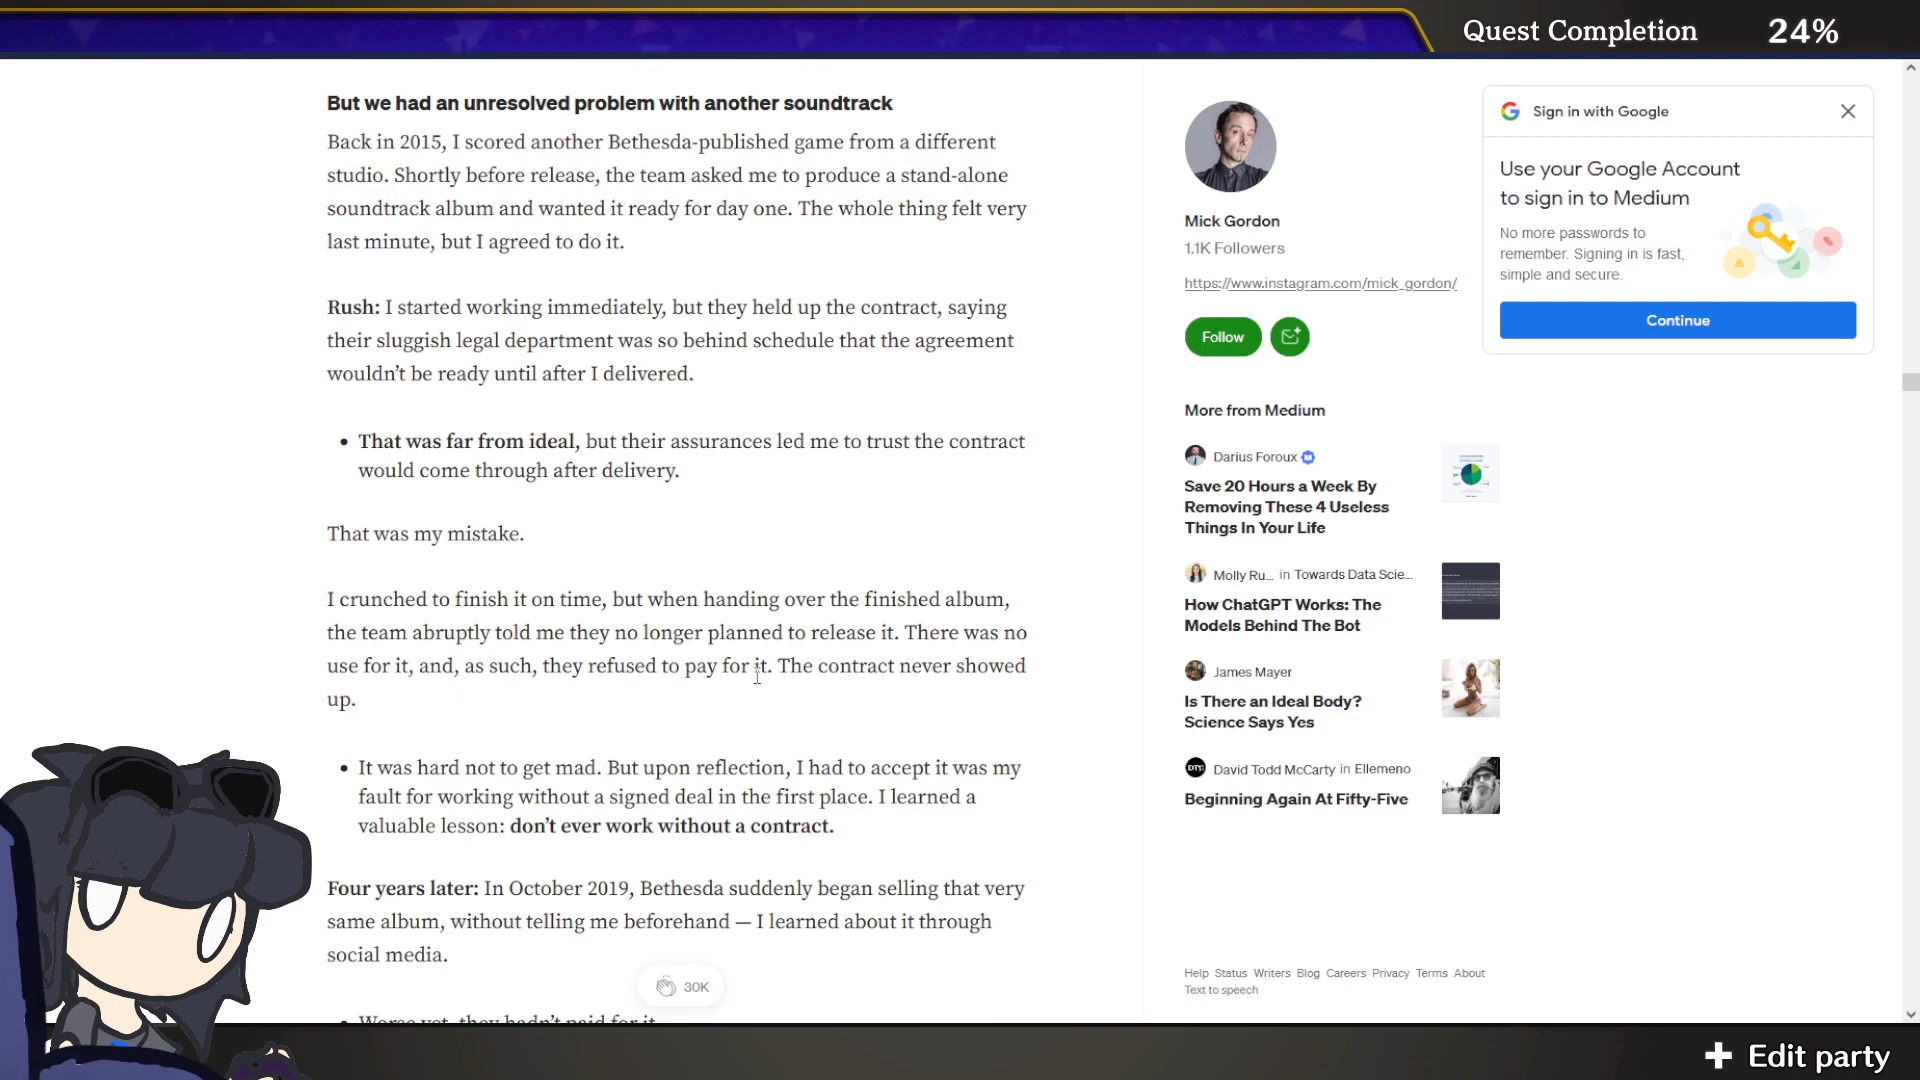 Quest Completion 24%
But we had an unresolved problem with another soundtrack
Back in 2015, I scored another Bethesda-published game from a different
studio. Shortly before release, the team asked me to produce a stand-alone
soundtrack album and wanted it ready for day one. The whole thing felt very
last minute, but I agreed to do it.
Rush: I started working immediately, but they held up the contract, saying
their sluggish legal department was so behind schedule that the agreement
wouldn't be ready until after I delivered.
• That was far from ideal, but their assurances led me to trust the contract
would come through after delivery.
That was my mistake.
I crunched to finish it on time, but when handing over the finished album,
the team abruptly told me they no longer planned to release it. There was no
use for it, and, as such, they refused to pay for it. The contract never showed
up.
• It was hard not to get mad. But upon reflection, I had to accept it was my
fault for working without a signed deal in the first place. I learned a
valuable lesson: don't ever work without a contract.
Four years later: In October 2019, Bethesda suddenly began selling that very
same album, without telling me beforehand — I learned about it through
social media.
30K
• Worse yet, they hadn't paid for it.
Mick Gordon
1.1K Followers
https://www.instagram.com/mick_gordon/
Follow
More from Medium
Darius Foroux
Save 20 Hours a Week By
Removing These 4 Useless
Things In Your Life
Molly Ru... in Towards Data Scie...
How ChatGPT Works: The
Models Behind The Bot
James Mayer
Is There an Ideal Body?
Science Says Yes
DTM
David Todd McCarty in Ellemeno
Beginning Again At Fifty-Five
Help Status Writers Blog Careers Privacy Terms About
Text to speech
Sign in with Google
Use your Google Account
to sign in to Medium
No more passwords to
remember. Signing in is fast,
simple and secure.
Continue
Edit party